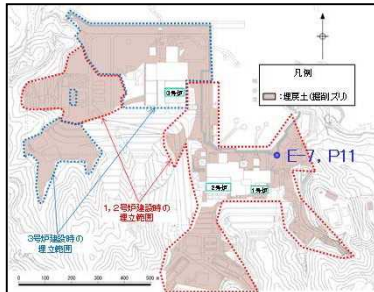 凡例
:埋戻土(掘削ズリ)
3号炉
E-7, P11
2号炉
1号炉
1,2号炉建設時の
埋立範囲
3号炉建設時の
埋立範囲
0 100 200 300 400 500 m